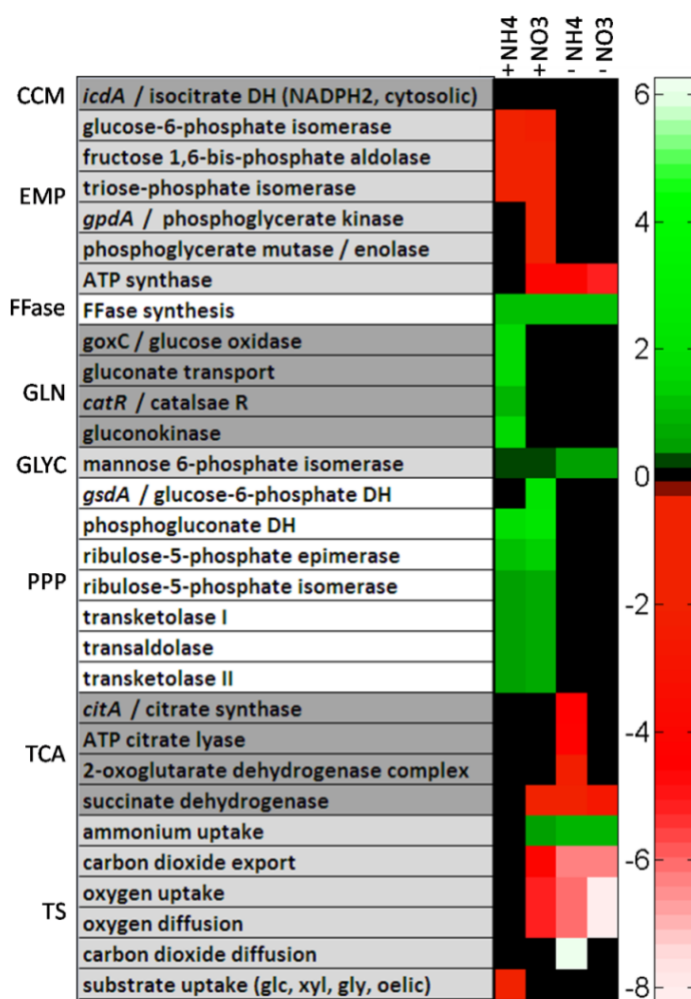 +NH4 +NO3 -NH4 -NO3
CCM icdA / isocitrate DH (NADPH2, cytosolic)
glucose-6-phosphate isomerase
fructose 1,6-bis-phosphate aldolase
EMP triose-phosphate isomerase
gpdA / phosphoglycerate kinase
phosphoglycerate mutase / enolase
ATP synthase
FFase FFase synthesis
goxC / glucose oxidase
gluconate transport
GLN catR / catalsae R
gluconokinase
GLYC mannose 6-phosphate isomerase
gsdA / glucose-6-phosphate DH
phosphogluconate DH
ribulose-5-phosphate epimerase
PPP ribulose-5-phosphate isomerase
transketolase I
transaldolase
transketolase II
citA / citrate synthase
TCA ATP citrate lyase
2-oxoglutarate dehydrogenase complex
succinate dehydrogenase
ammonium uptake
carbon dioxide export
TS oxygen uptake
oxygen diffusion
carbon dioxide diffusion
substrate uptake (glc, xyl, gly, oelic)
6
4
2
0
-2
-4
-6
-8